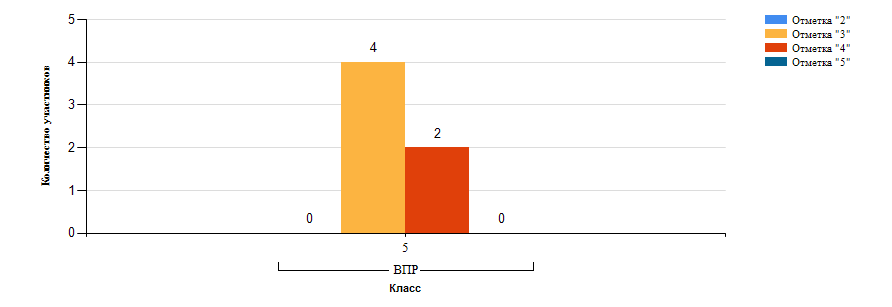 Количество участников
5
4
3
2
1
0
0
4
2
0
5
ВПР
Класс
Отметка "2"
Отметка "3"
Отметка "4"
Отметка "5"